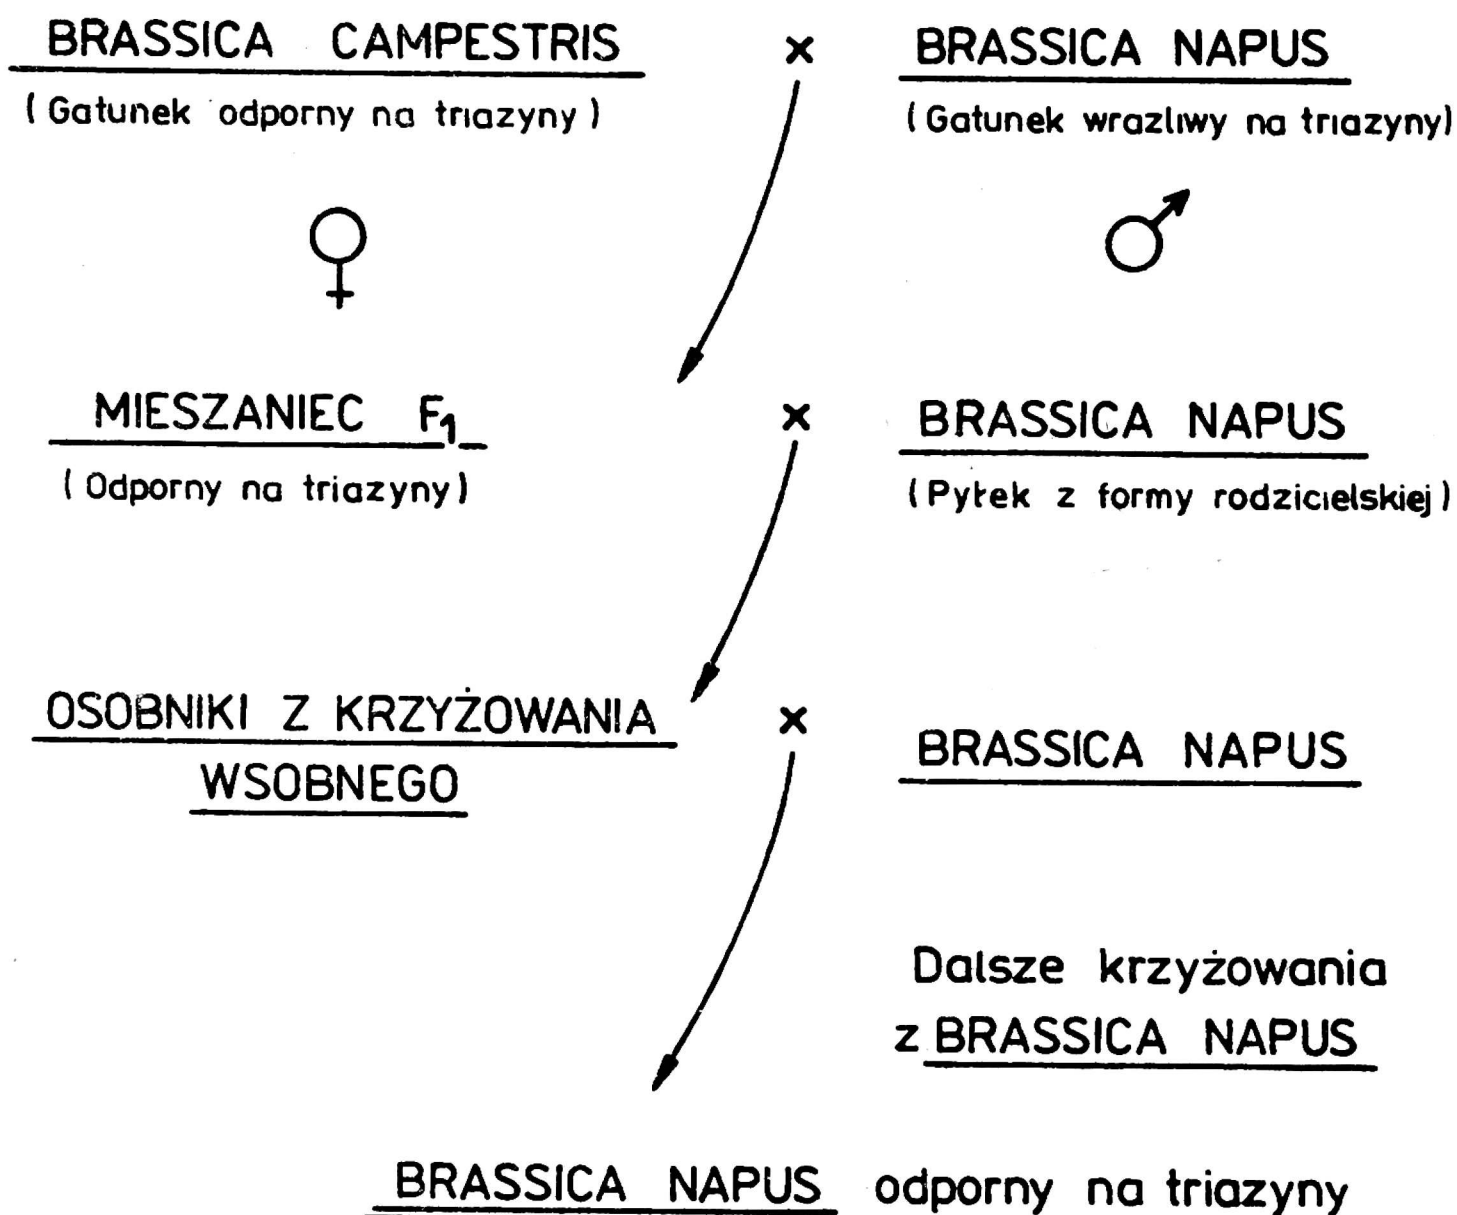 BRASSICA CAMPESTRIS x BRASSICA NAPUS
(Gatunek odporny na triazyny) (Gatunek wrazliwy na triazyny)
♀ ♂
MIESZANIEC F1 x BRASSICA NAPUS
(Odporny na triazyny) (Pyłek z formy rodzicielskiej)
OSOBNIKI Z KRZYŻOWANIA x BRASSICA NAPUS
WSOBNEGO
Dalsze krzyżowania
z BRASSICA NAPUS
BRASSICA NAPUS odporny na triazyny